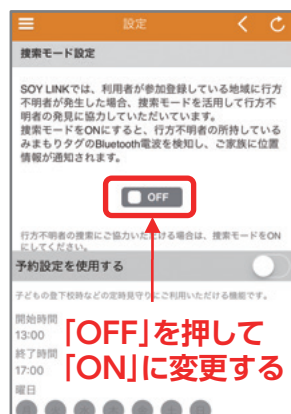 設定
捜索モード設定
SOY LINKでは、利用者が参加登録している地域に行方
不明者が発生した場合、捜索モードを活用して行方不
明者の発見に協力していただいています。
捜索モードをONにすると、行方不明者の所持している
みまもりタグのBluetooth電波を検知し、ご家族に位置
情報が通知されます。
OFF
行方不明者の捜索にご協力いただける場合は、捜索モードをON
にしてください。
予約設定を使用する
子どもの登下校時などの定時見守りにご利用いただける機能です。
開始時間
13:00
終了時間
17:00
曜日
「OFF」を押して
「ON」に変更する